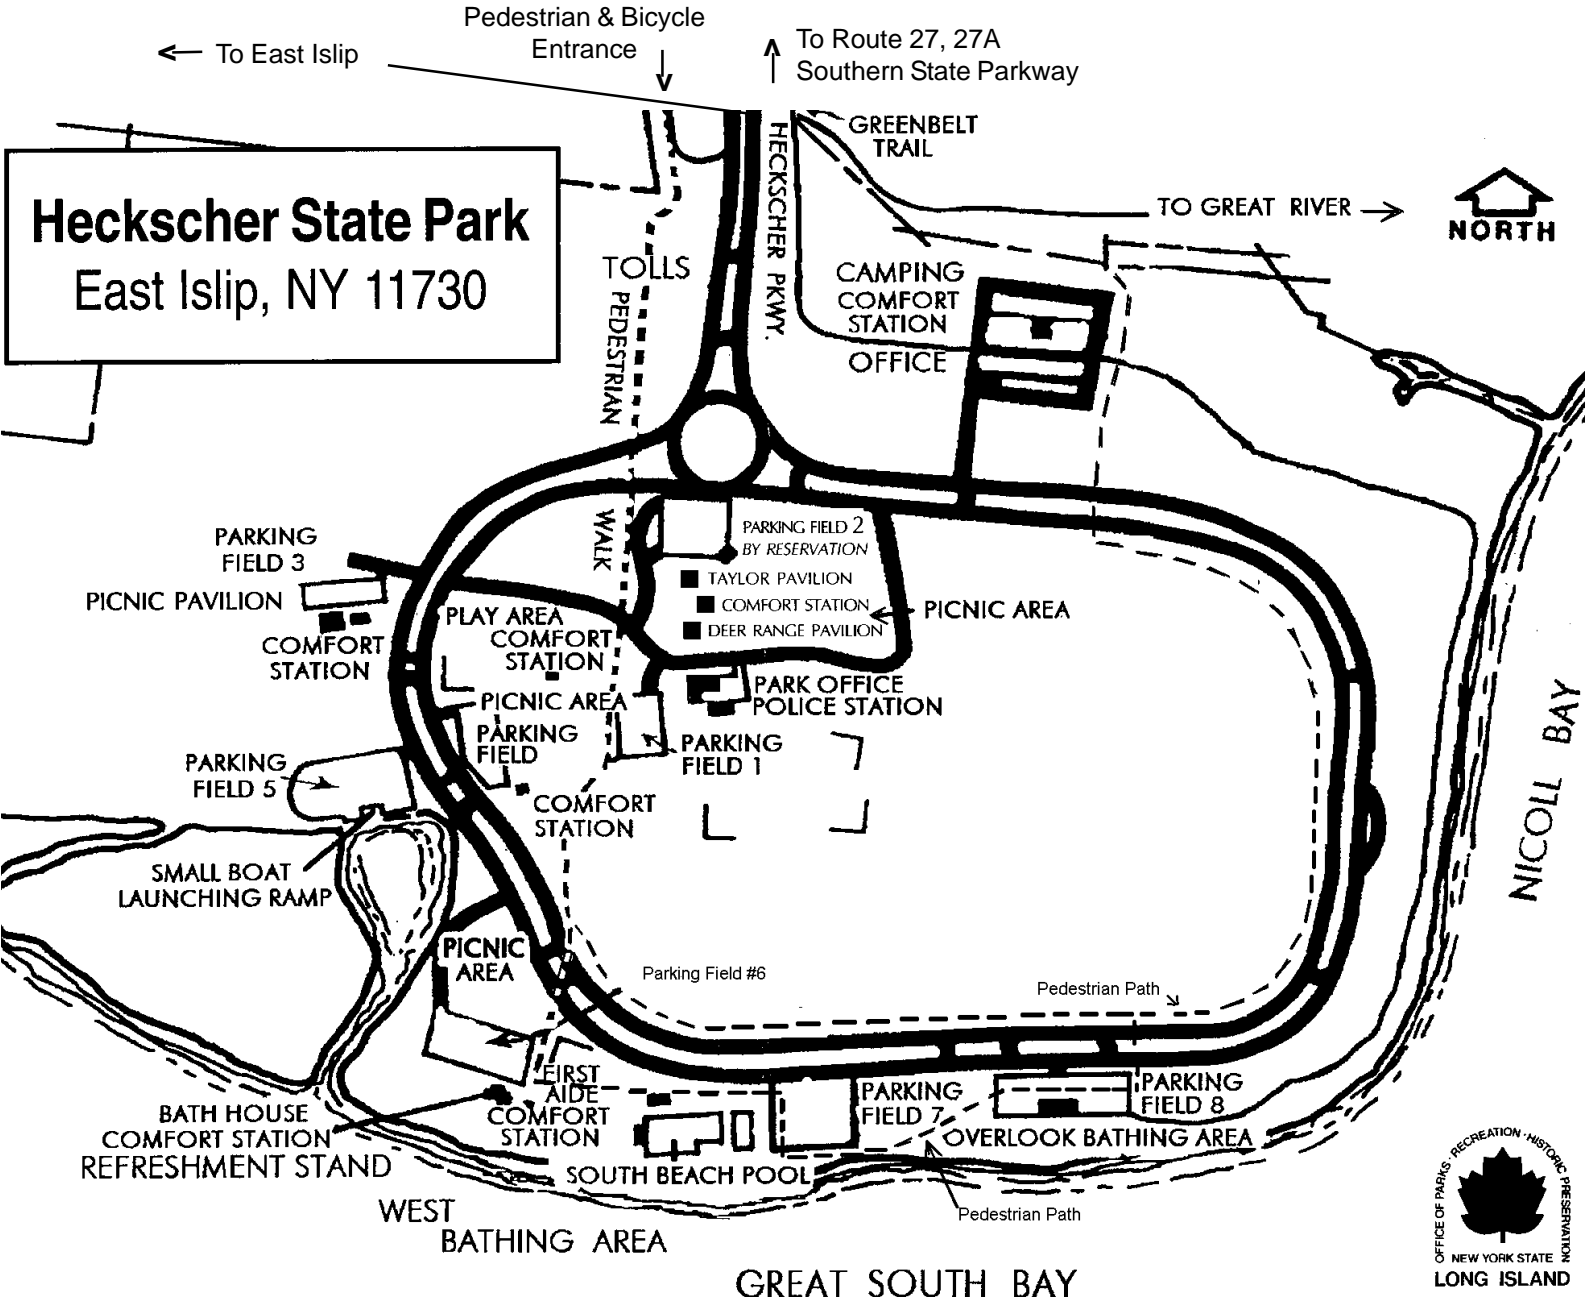 Pedestrian & Bicycle
Entrance
To East Islip
To Route 27, 27A
Southern State Parkway
Heckscher State Park
East Islip, NY 11730
GREENBELT
TRAIL
HECKSCHER PKWY.
TO GREAT RIVER
NORTH
TOLLS
PEDESTRIAN
WALK
CAMPING
COMFORT
STATION
OFFICE
PARKING
FIELD 3
PICNIC PAVILION
COMFORT
STATION
PARKING FIELD 2
BY RESERVATION
TAYLOR PAVILION
COMFORT STATION
DEER RANGE PAVILION
PICNIC AREA
PLAY AREA
COMFORT
STATION
PICNIC AREA
PARKING
FIELD
PARK OFFICE
POLICE STATION
PARKING
FIELD 1
PARKING
FIELD 5
COMFORT
STATION
SMALL BOAT
LAUNCHING RAMP
NICOLL BAY
PICNIC
AREA
Parking Field #6
Pedestrian Path
FIRST
AIDE
COMFORT
STATION
BATH HOUSE
COMFORT STATION
REFRESHMENT STAND
PARKING
FIELD 7
PARKING
FIELD 8
OVERLOOK BATHING AREA
SOUTH BEACH POOL
Pedestrian Path
WEST
BATHING AREA
GREAT SOUTH BAY
OFFICE OF PARKS · RECREATION · HISTORIC PRESERVATION
NEW YORK STATE
LONG ISLAND